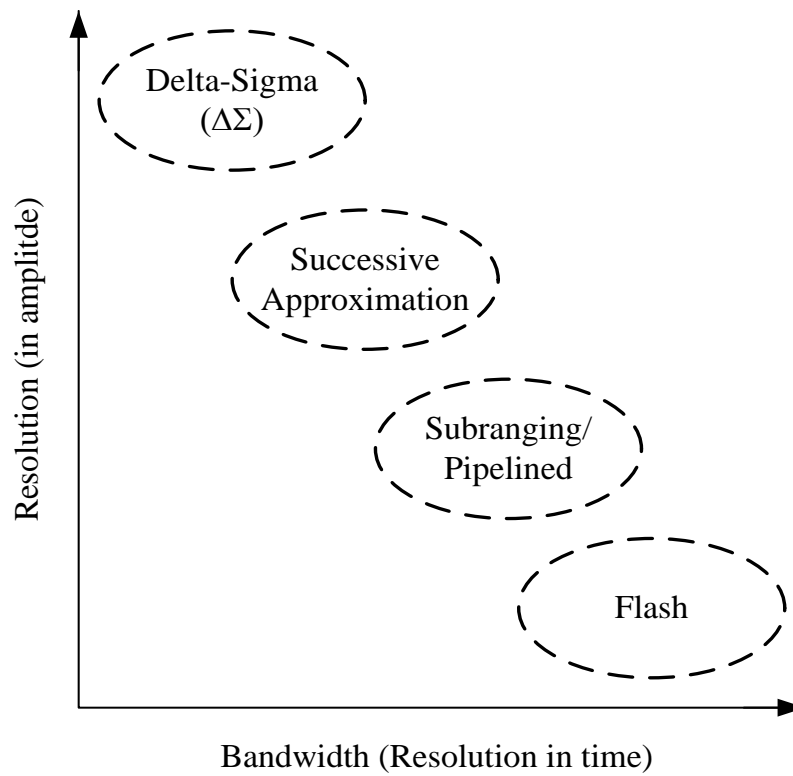 Delta-Sigma
(ΔΣ)
Successive
Approximation
Subranging/
Pipelined
Flash
Resolution (in amplitde)
Bandwidth (Resolution in time)